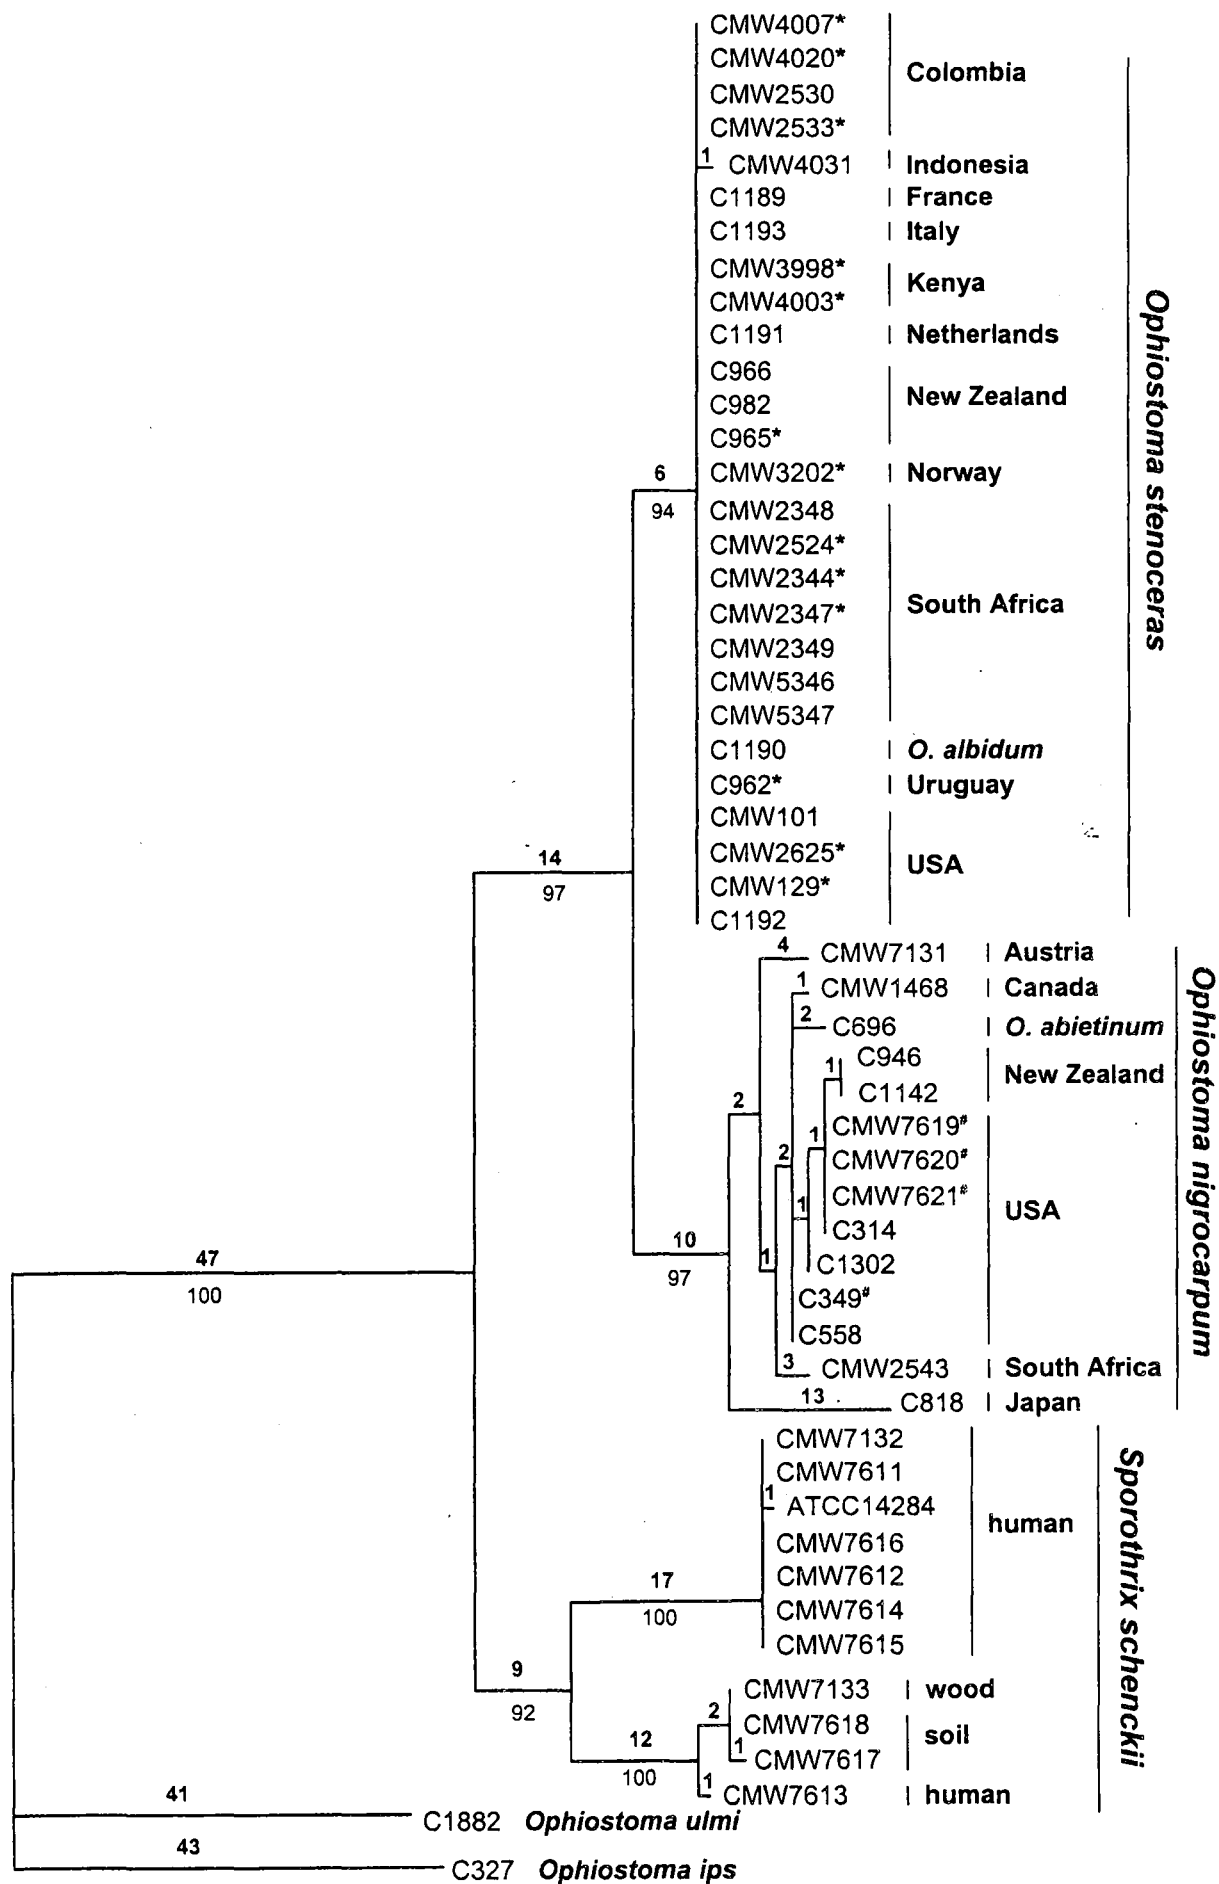 CMW4007*
CMW4020*
Colombia
CMW2530
CMW2533*
1
CMW4031
Indonesia
C1189
France
C1193
Italy
CMW3998*
Kenya
CMW4003*
C1191
Netherlands
C966
C982
New Zealand
C965*
CMW3202*
Norway
6
94
CMW2348
CMW2524*
CMW2344*
CMW2347*
South Africa
CMW2349
CMW5346
CMW5347
C1190
O. albidum
C962*
Uruguay
CMW101
CMW2625*
USA
CMW129*
C1192
Ophiostoma stenoceras
14
97
4
CMW7131
Austria
1
CMW1468
Canada
2
C696
O. abietinum
C946
1
New Zealand
C1142
2
CMW7619#
1
CMW7620#
2
CMW7621#
USA
1
C314
10
97
1
C1302
C349#
C558
3
CMW2543
South Africa
13
C818
Japan
Ophiostoma nigrocarpum
47
100
CMW7132
CMW7611
1
ATCC14284
human
CMW7616
CMW7612
17
100
CMW7614
CMW7615
9
92
CMW7133
wood
2
CMW7618
soil
12
100
1
CMW7617
1
CMW7613
human
Sporothrix schenckii
41
C1882 Ophiostoma ulmi
43
C327 Ophiostoma ips